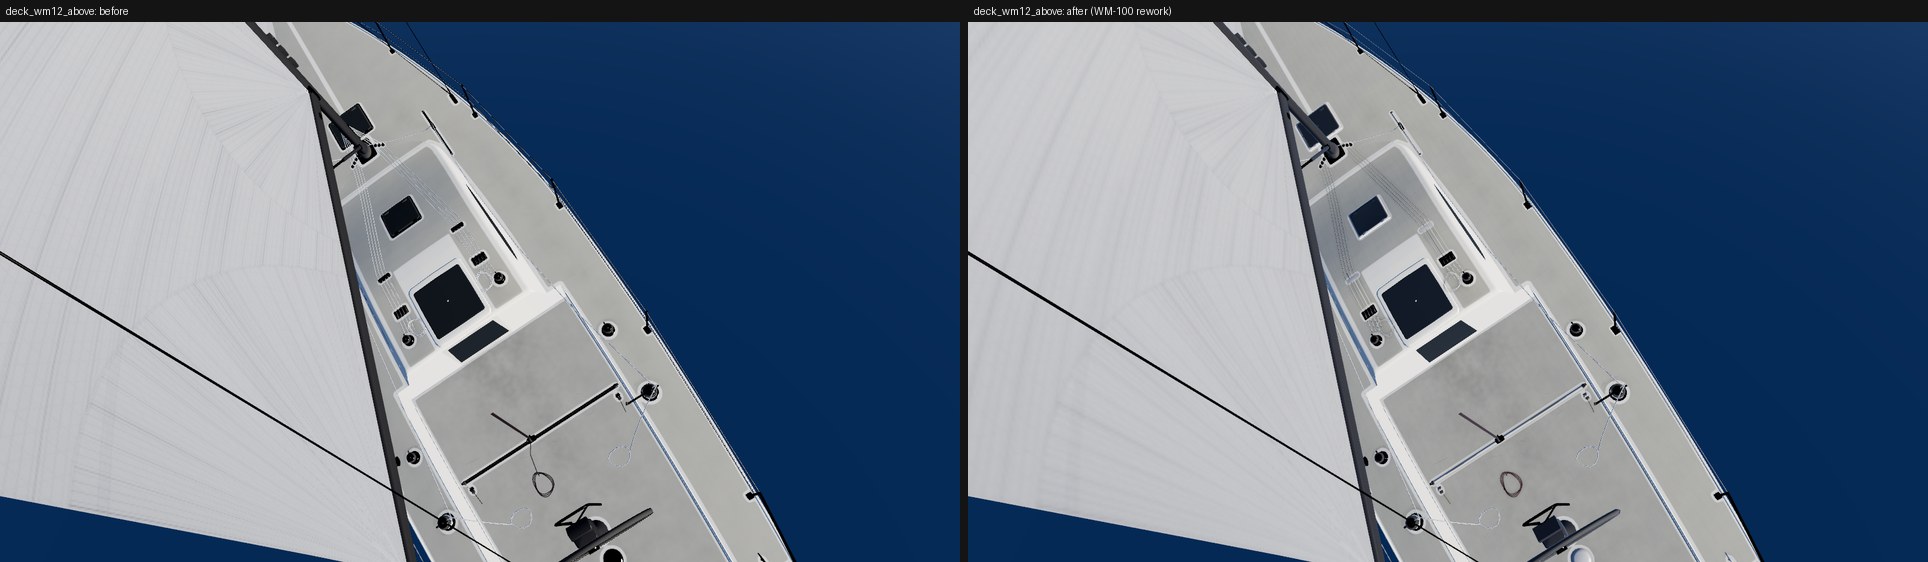 deck_wm12_above: before
deck_wm12_above: after (WM-100 rework)